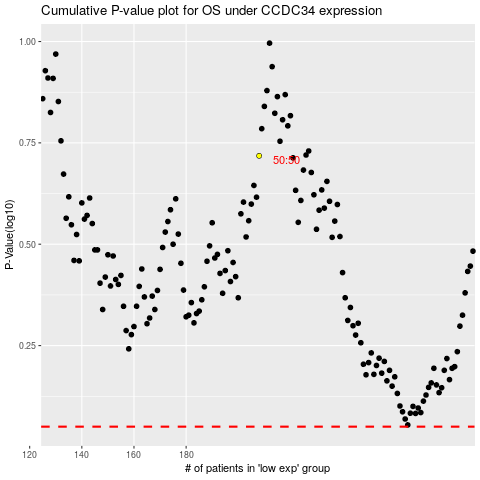 Cumulative P-value plot for OS under CCDC34 expression
P-Value(log10)
1.00
0.75
0.50
0.25
50:50
120 140 160 180
# of patients in 'low exp' group